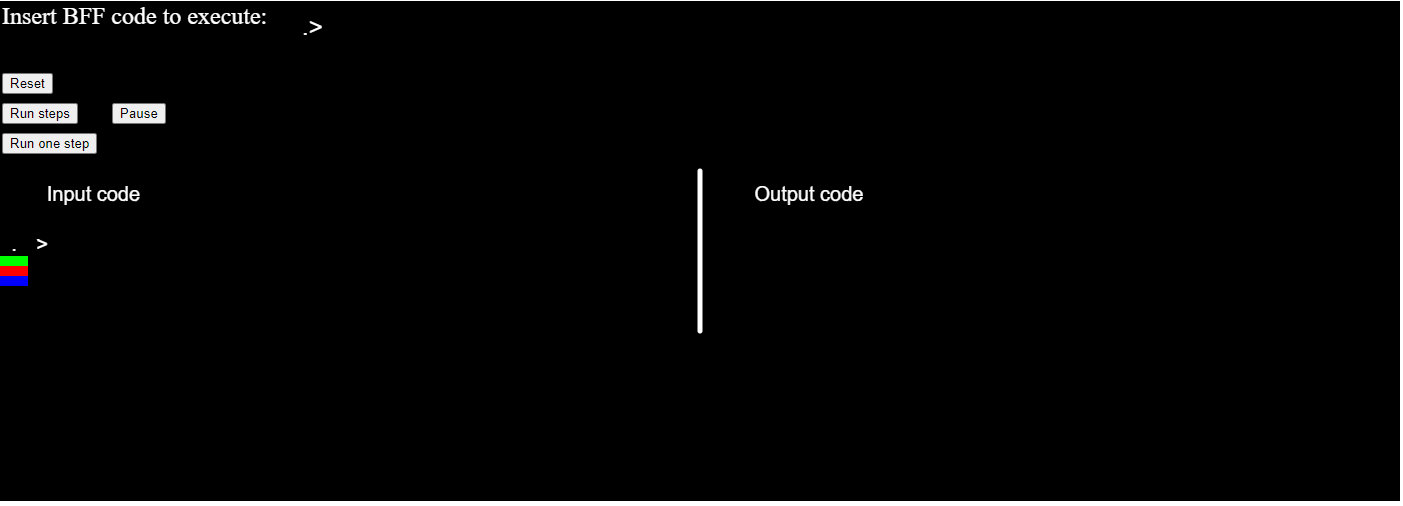 Insert BFF code to execute: .>
Reset
Run steps Pause
Run one step
Input code Output code
. >